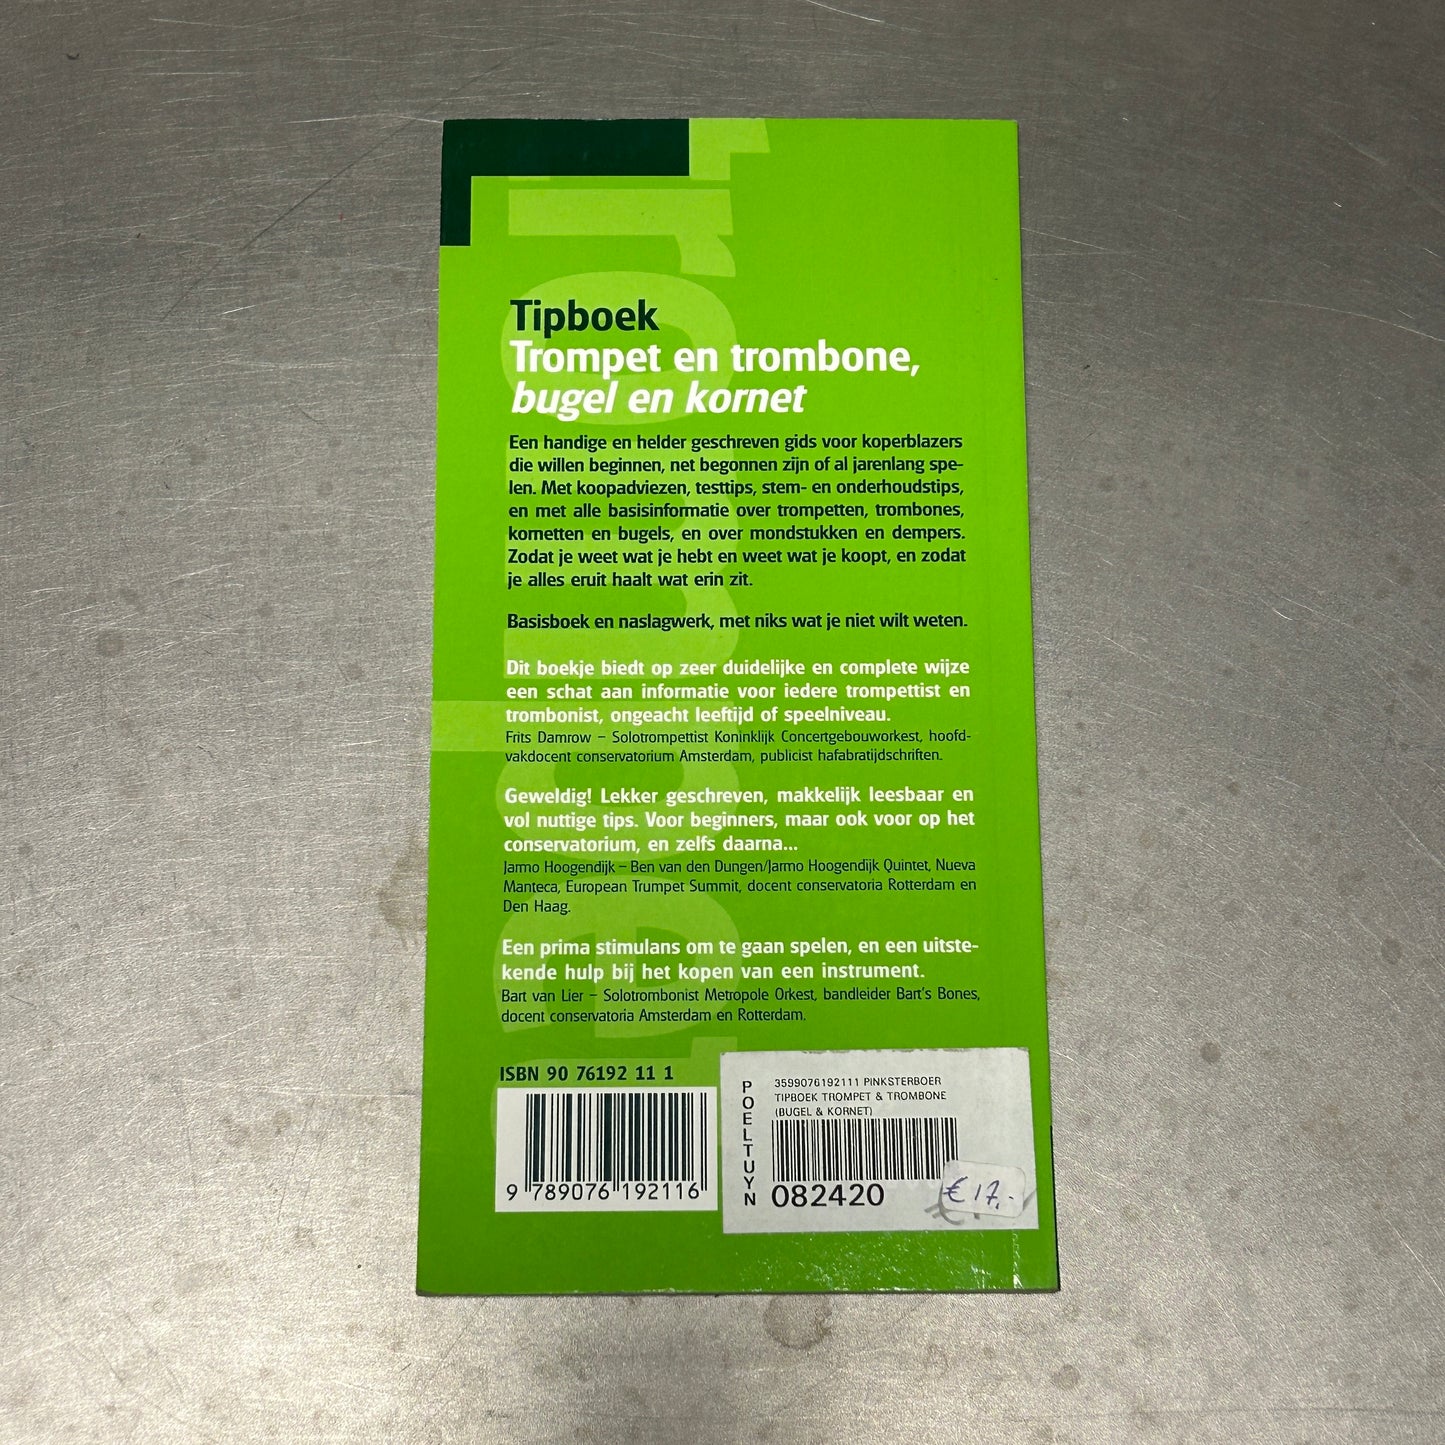 Tipboek
Trompet en trombone,
bugel en kornet
Een handige en helder geschreven gids voor koperblazers
die willen beginnen, net begonnen zijn of al jarenlang spe-
len. Met koopadviezen, testtips, stem- en onderhoudstips,
en met alle basisinformatie over trompetten, trombones,
kornetten en bugels, en over mondstukken en dempers.
Zodat je weet wat je hebt en weet wat je koopt, en zodat
je alles eruit haalt wat erin zit.
Basisboek en naslagwerk, met niks wat je niet wilt weten.
Dit boekje biedt op zeer duidelijke en complete wijze
een schat aan informatie voor iedere trompettist en
trombonist, ongeacht leeftijd of speelniveau.
Frits Damrow – Solotrompettist Koninklijk Concertgebouworkest, hoofd-
vakdocent conservatorium Amsterdam, publicist hafabratijdschriften.
Geweldig! Lekker geschreven, makkelijk leesbaar en
vol nuttige tips. Voor beginners, maar ook voor op het
conservatorium, en zelfs daarna...
Jarmo Hoogendijk – Ben van den Dungen/Jarmo Hoogendijk Quintet, Nueva
Manteca, European Trumpet Summit, docent conservatoria Rotterdam en
Den Haag.
Een prima stimulans om te gaan spelen, en een uitste-
kende hulp bij het kopen van een instrument.
Bart van Lier – Solotrombonist Metropole Orkest, bandleider Bart's Bones,
docent conservatoria Amsterdam en Rotterdam.
ISBN 90 76192 11 1
9 789076 192116
POELTUYN
3599076192111 PINKSTERBOER
TIPBOEK TROMPET & TROMBONE
(BUGEL & KORNET)
082420
€ 17,-